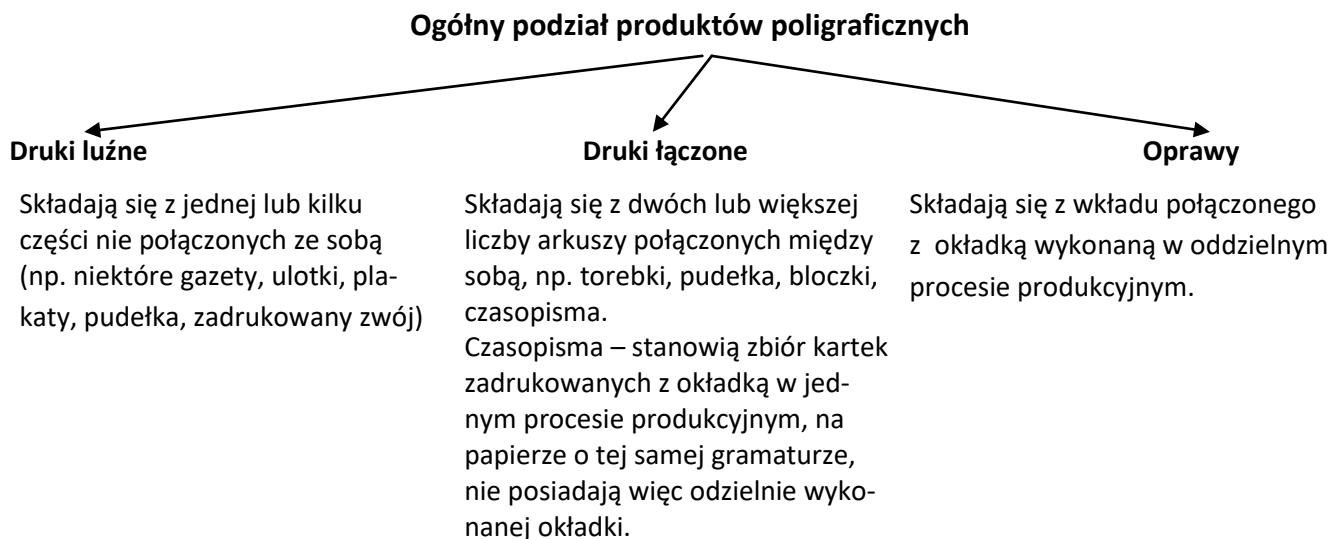 Ogółny podział produktów poligraficznych
Druki luźne
Składają się z jednej lub kilku
części nie połączonych ze sobą
(np. niektóre gazety, ulotki, pla-
katy, pudełka, zadrukowany zwój)
Druki łączone
Składają się z dwóch lub większej
liczby arkuszy połączonych między
sobą, np. torebki, pudełka, bloczki,
czasopisma.
Czasopisma – stanowią zbiór kartek
zadrukowanych z okładką w jed-
nym procesie produkcyjnym, na
papierze o tej samej gramaturze,
nie posiadają więc odzielnie wyko-
nanej okładki.
Oprawy
Składają się z wkładu połączonego
z okładką wykonaną w oddzielnym
procesie produkcyjnym.